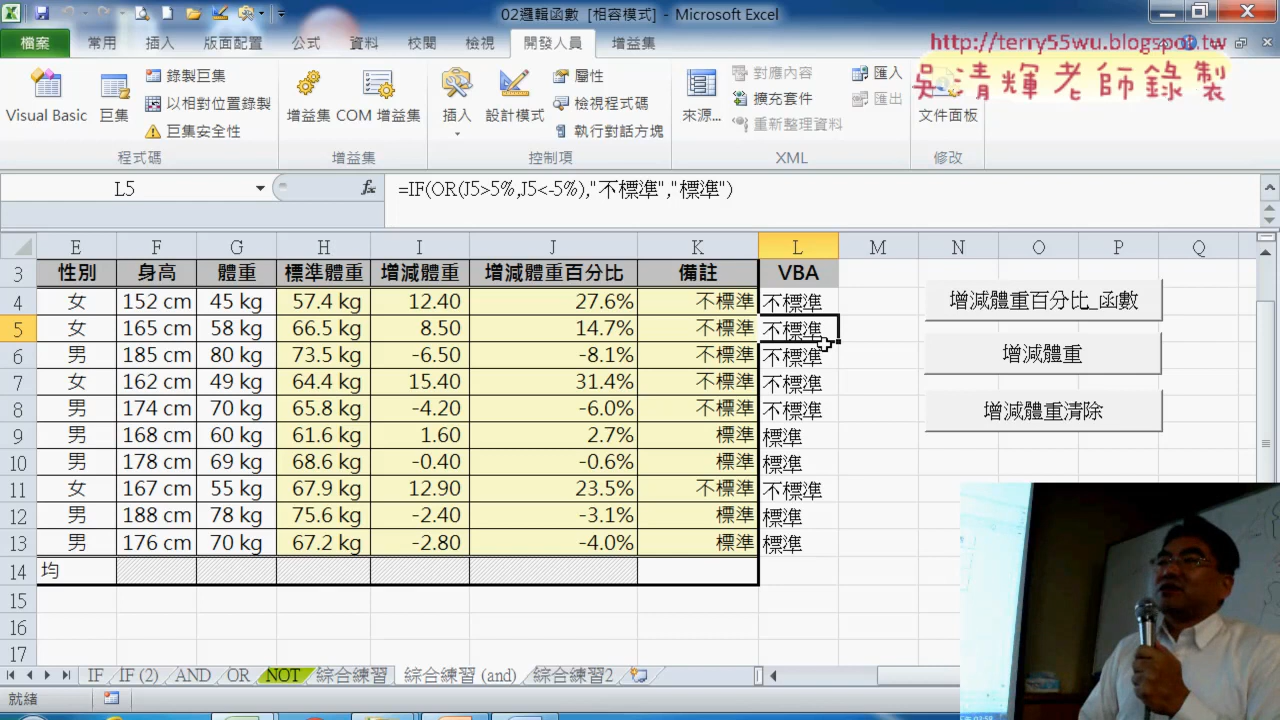 02邏輯函數 [相容模式] - Microsoft Excel
檔案 常用 插入 版面配置 公式 資料 校閱 檢視 開發人員 增益集
http://terry55wu.blogspot.tw
吳清輝老師錄製
Visual Basic 巨集 錄製巨集 以相對位置錄製 巨集安全性 程式碼
增益集 COM 增益集 增益集
插入 設計模式 屬性 檢視程式碼 執行對話方塊 控制項
來源... 對應內容 擴充套件 重新整理資料 匯入 匯出 XML
文件面板 修改
L5 fx =IF(OR(J5>5%,J5<-5%),"不標準","標準")
E F G H I J K L M N O P Q
3 性別 身高 體重 標準體重 增減體重 增減體重百分比 備註 VBA
4 女 152 cm 45 kg 57.4 kg 12.40 27.6% 不標準 不標準
5 女 165 cm 58 kg 66.5 kg 8.50 14.7% 不標準 不標準
6 男 185 cm 80 kg 73.5 kg -6.50 -8.1% 不標準 不標準
7 女 162 cm 49 kg 64.4 kg 15.40 31.4% 不標準 不標準
8 男 174 cm 70 kg 65.8 kg -4.20 -6.0% 不標準 不標準
9 男 168 cm 60 kg 61.6 kg 1.60 2.7% 標準 標準
10 男 178 cm 69 kg 68.6 kg -0.40 -0.6% 標準 標準
11 女 167 cm 55 kg 67.9 kg 12.90 23.5% 不標準 不標準
12 男 188 cm 78 kg 75.6 kg -2.40 -3.1% 標準 標準
13 男 176 cm 70 kg 67.2 kg -2.80 -4.0% 標準 標準
14 均
15
16
17
增減體重百分比_函數
增減體重
增減體重清除
IF IF (2) AND OR NOT 綜合練習 綜合練習 (and) 綜合練習2
就緒